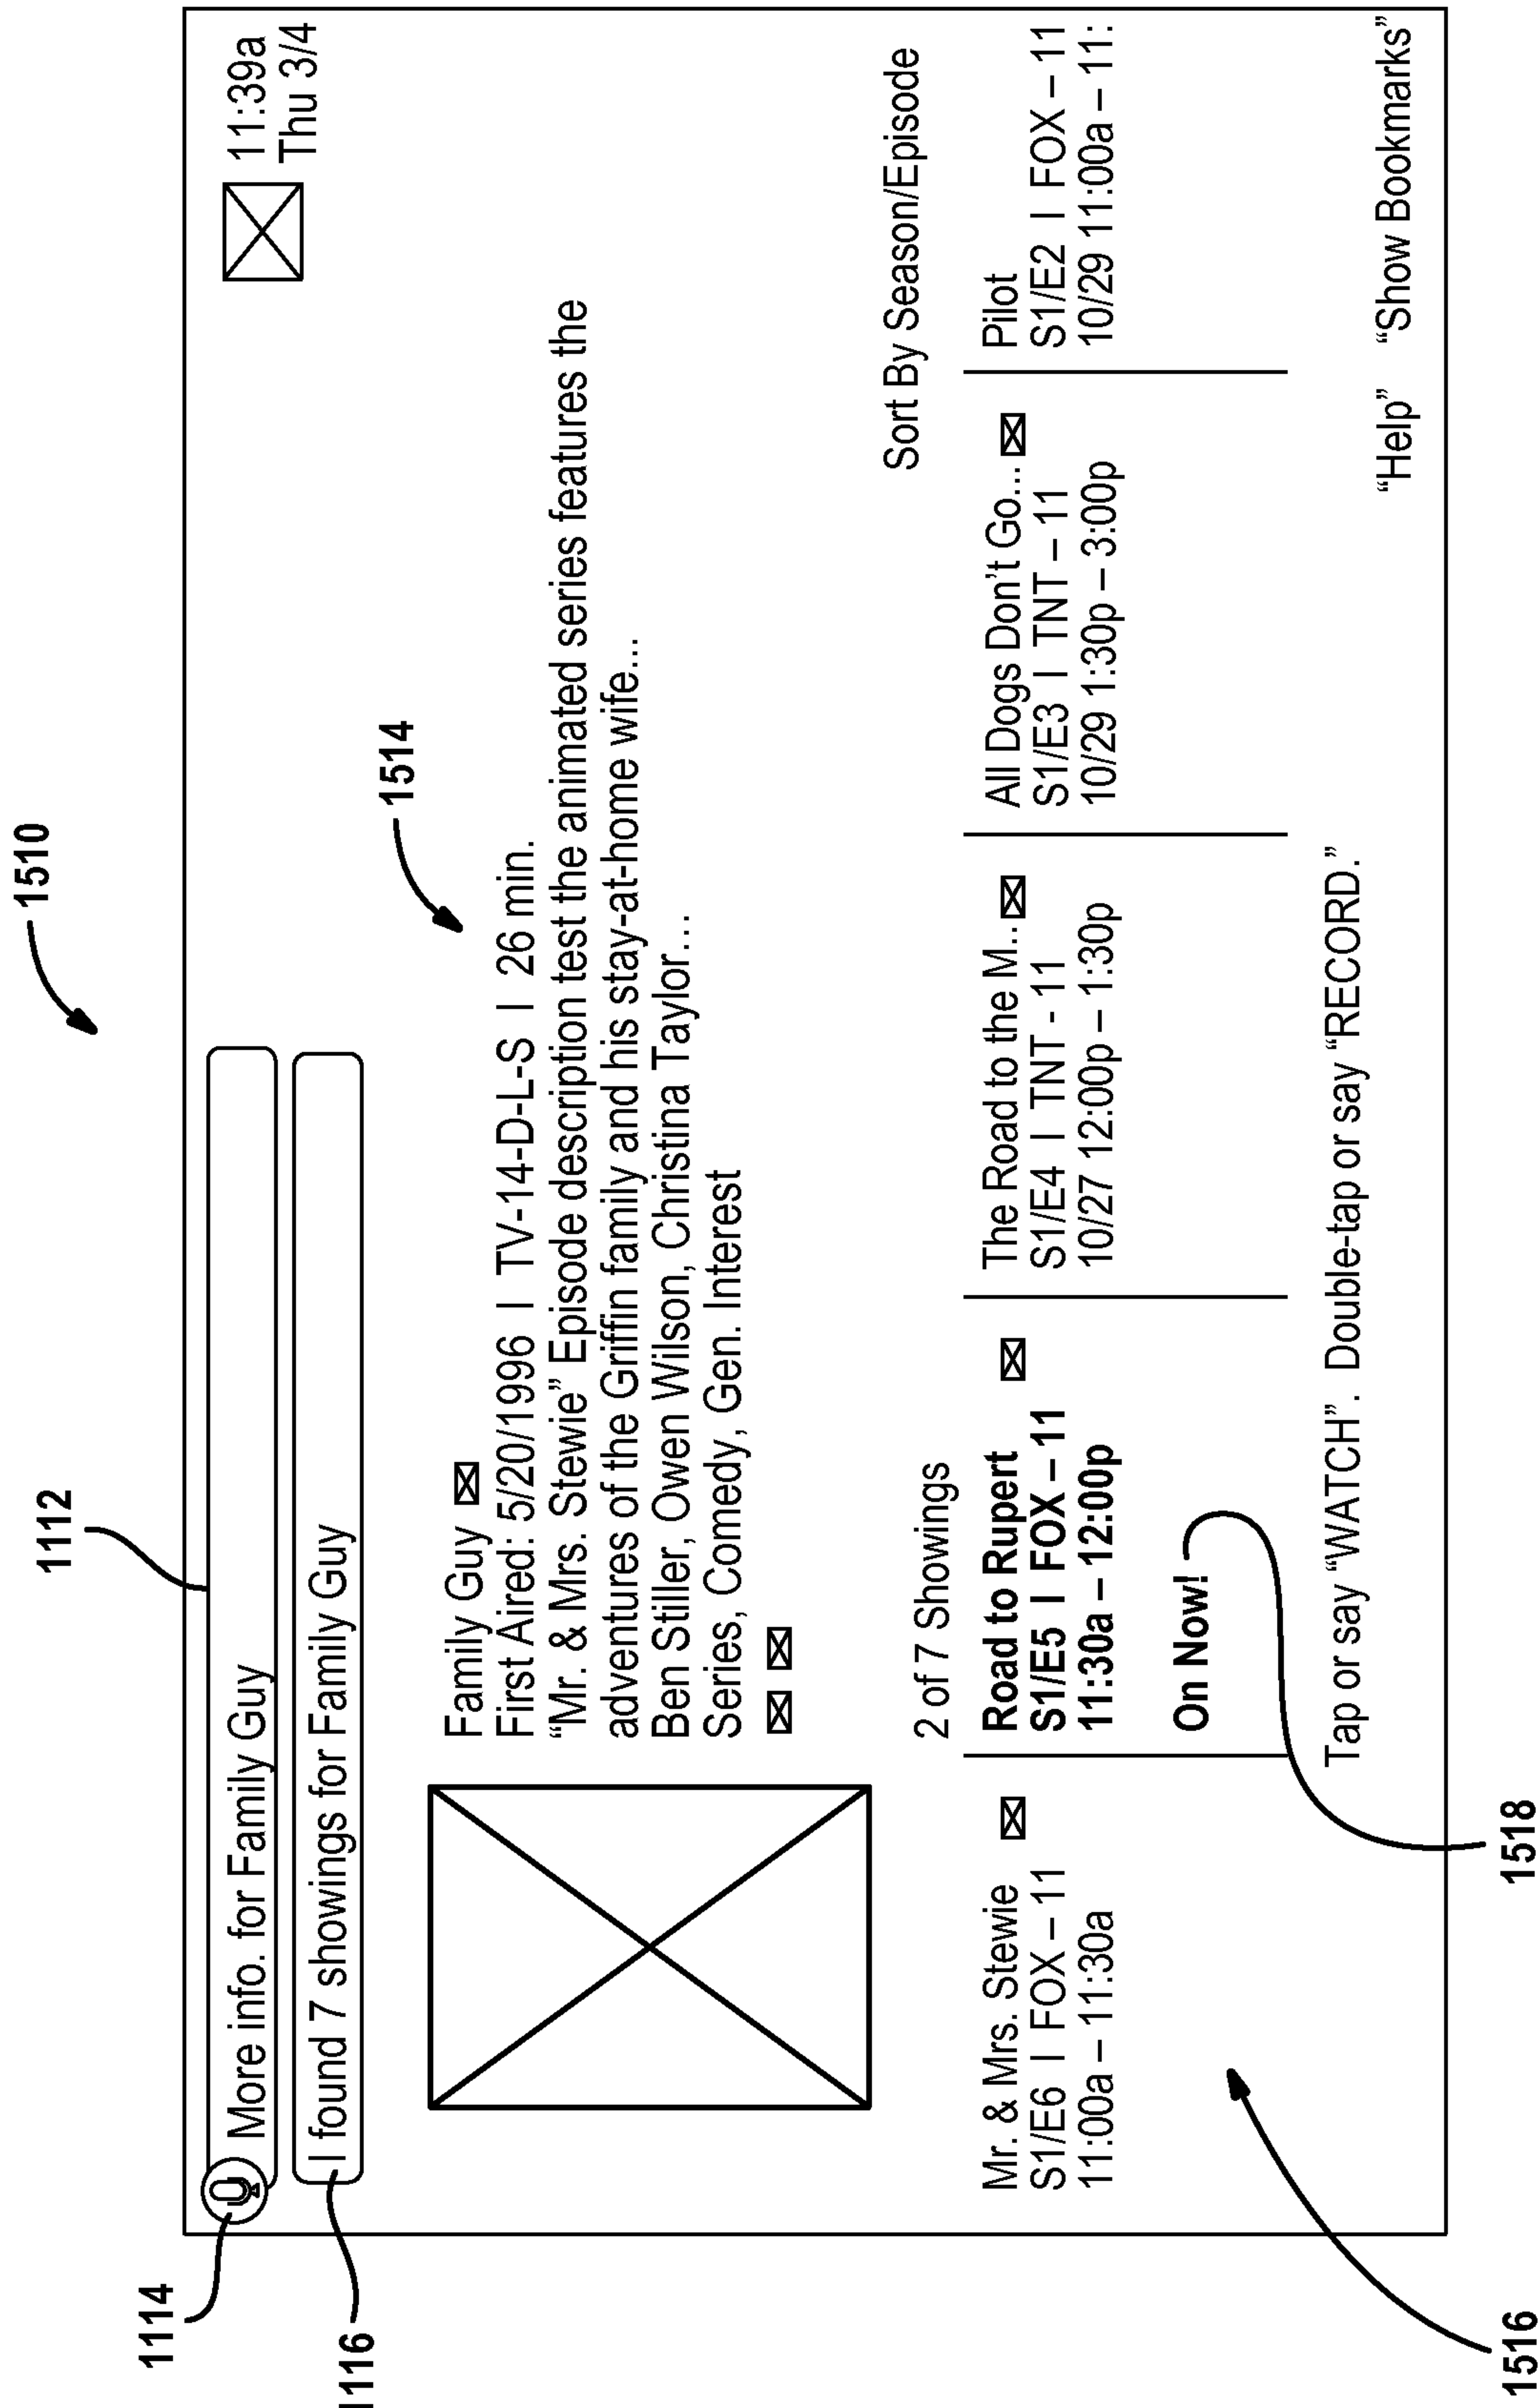 1510
1112
1114
More info. for Family Guy
11:39a
Thu 3/4
1116
I found 7 showings for Family Guy
1514
Family Guy
First Aired: 5/20/1996 | TV-14-D-L-S | 26 min.
“Mr. & Mrs. Stewie” Episode description test the animated series features the
adventures of the Griffin family and his stay-at-home wife...
Ben Stiller, Owen Wilson, Christina Taylor...
Series, Comedy, Gen. Interest
2 of 7 Showings
Sort By Season/Episode
Mr. & Mrs. Stewie
S1/E6 | FOX – 11
11:00a – 11:30a
Road to Rupert
S1/E5 | FOX – 11
11:30a – 12:00p
On Now!
The Road to the M..
S1/E4 | TNT - 11
10/27 12:00p – 1:30p
All Dogs Don’t Go...
S1/E3 | TNT – 11
10/29 1:30p – 3:00p
Pilot
S1/E2 | FOX – 11
10/29 11:00a – 11:
Tap or say “WATCH”. Double-tap or say “RECORD.”
“Help” “Show Bookmarks”
1516
1518